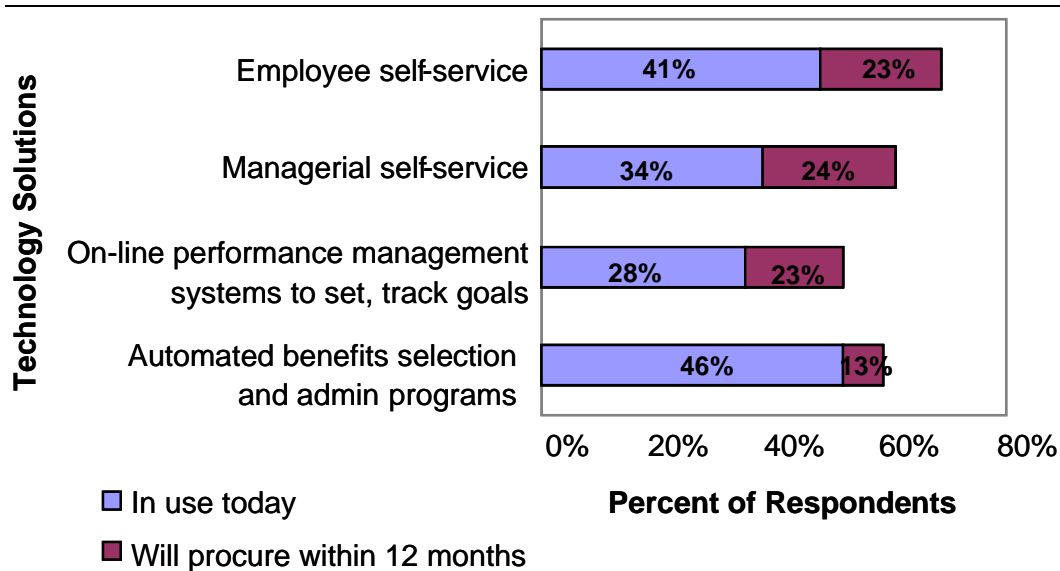 Technology Solutions
Employee self-service
41% 23%
Managerial self-service
34% 24%
On-line performance management
systems to set, track goals
28% 23%
Automated benefits selection
and admin programs
46% 13%
0% 20% 40% 60% 80%
Percent of Respondents
In use today
Will procure within 12 months